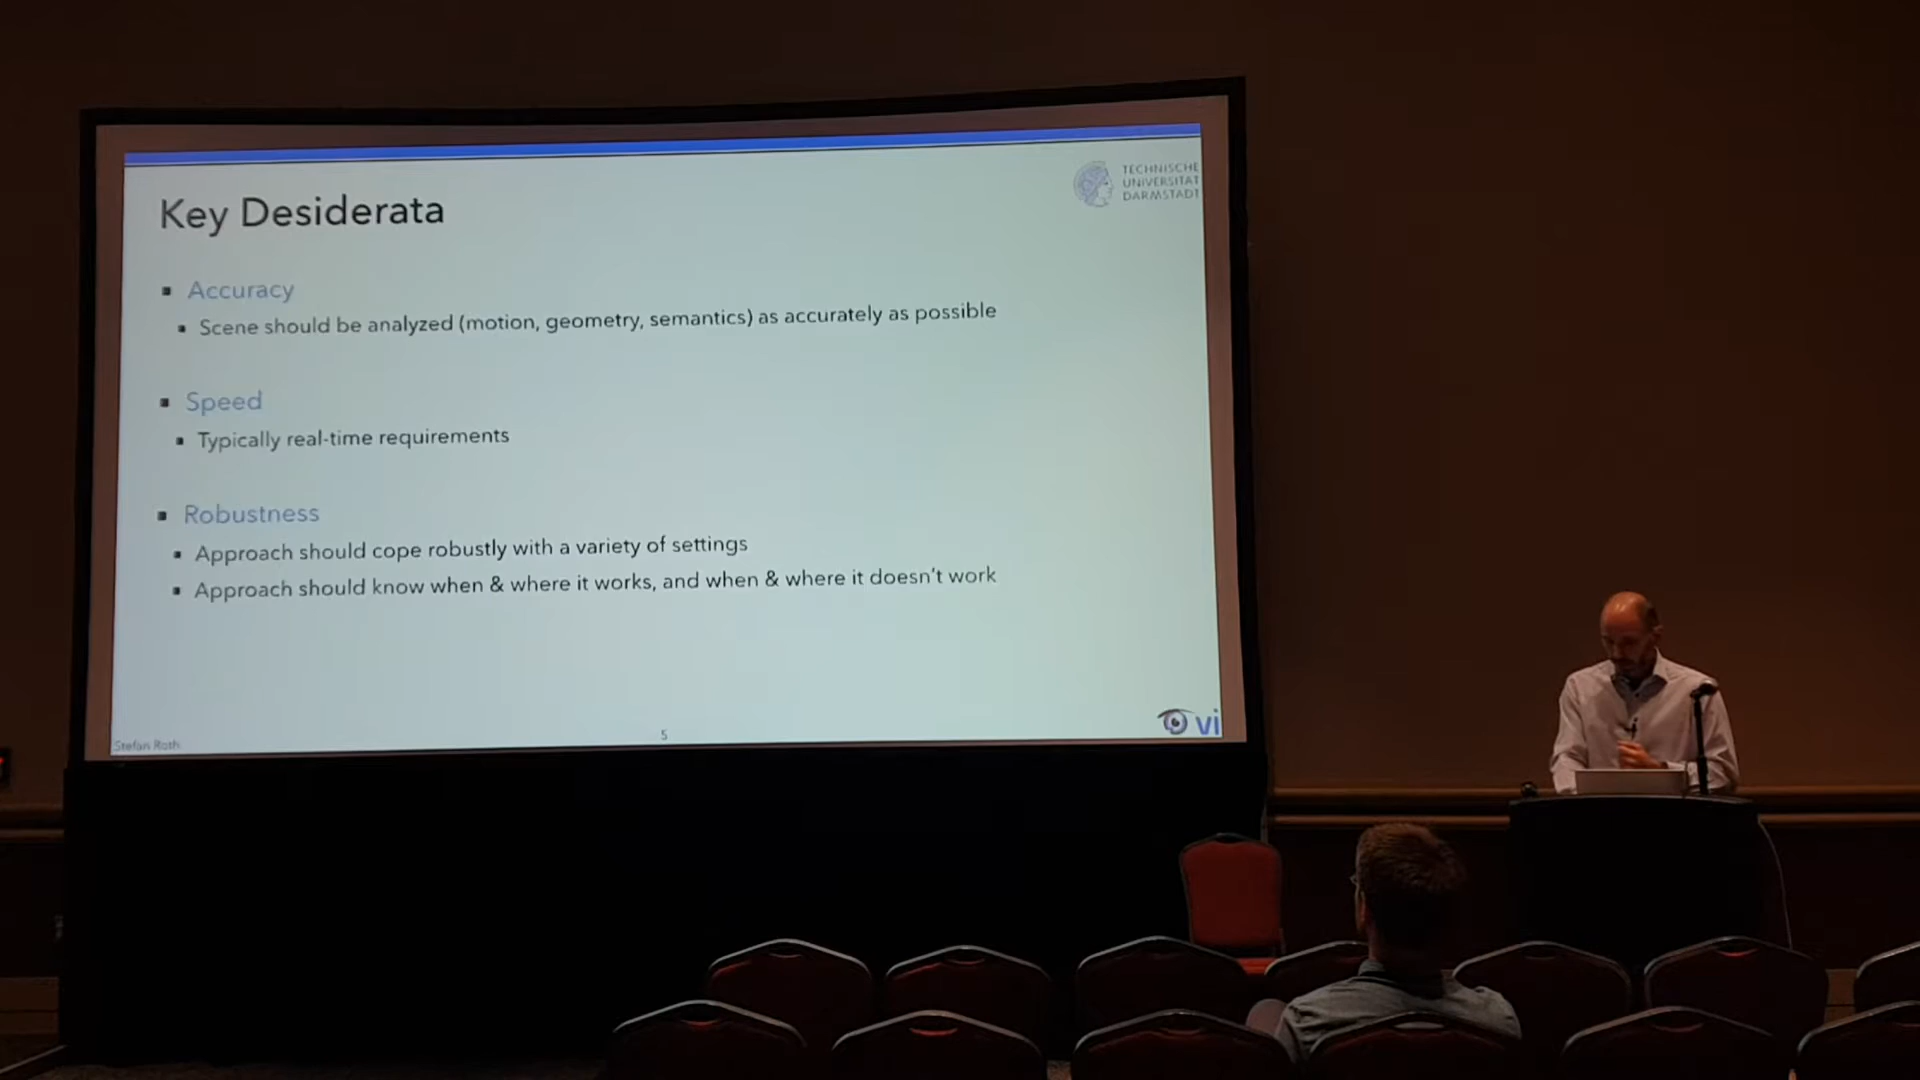 TECHNISCHE
UNIVERSITÄT
DARMSTADT
Key Desiderata
Accuracy
Scene should be analyzed (motion, geometry, semantics) as accurately as possible
Speed
Typically real-time requirements
Robustness
Approach should cope robustly with a variety of settings
Approach should know when & where it works, and when & where it doesn't work
Stefan Roth
5
vi